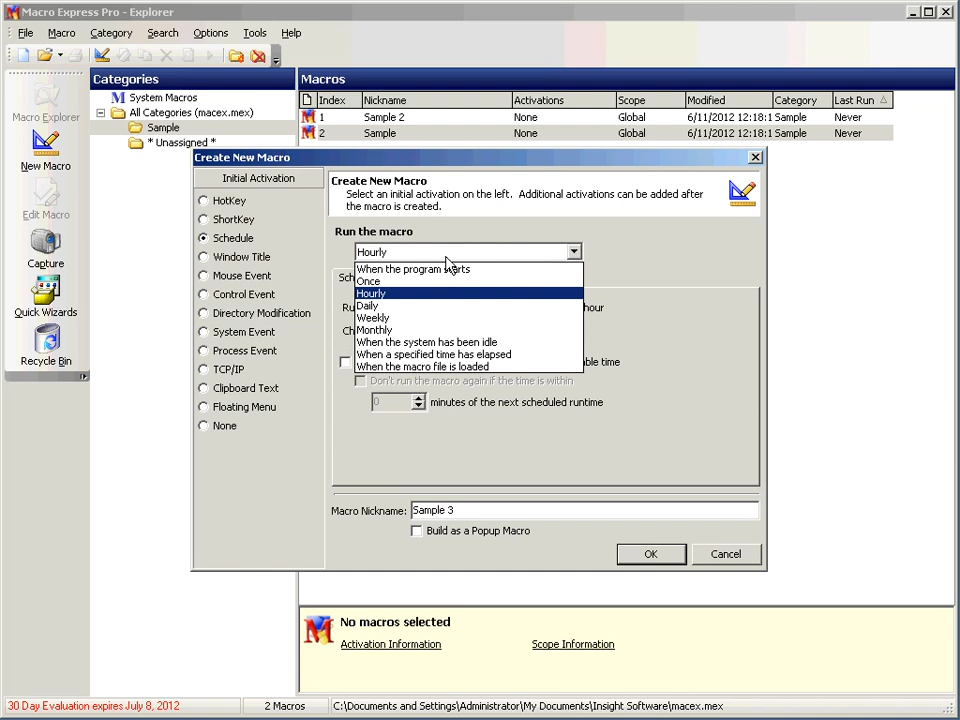 Macro Express Pro - Explorer
File Macro Category Search Options Tools Help
Categories
Macros
System Macros
All Categories (macex.mex)
Sample
* Unassigned *
Index Nickname Activations Scope Modified Category Last Run
1 Sample 2 None Global 6/11/2012 12:18:1 Sample Never
2 Sample None Global 6/11/2012 12:18:1 Sample Never
Macro Explorer
New Macro
Edit Macro
Capture
Quick Wizards
Recycle Bin
Create New Macro
Initial Activation
HotKey
ShortKey
Schedule
Window Title
Mouse Event
Control Event
Directory Modification
System Event
Process Event
TCP/IP
Clipboard Text
Floating Menu
None
Create New Macro
Select an initial activation on the left. Additional activations can be added after
the macro is created.
Run the macro
Hourly
When the program starts
Once
Hourly
Daily
Weekly
Monthly
When the system has been idle
When a specified time has elapsed
When the macro file is loaded
hour
time
Don't run the macro again if the time is within
0 minutes of the next scheduled runtime
Macro Nickname: Sample 3
Build as a Popup Macro
OK Cancel
No macros selected
Activation Information Scope Information
30 Day Evaluation expires July 8, 2012 2 Macros C:\Documents and Settings\Administrator\My Documents\Insight Software\macex.mex